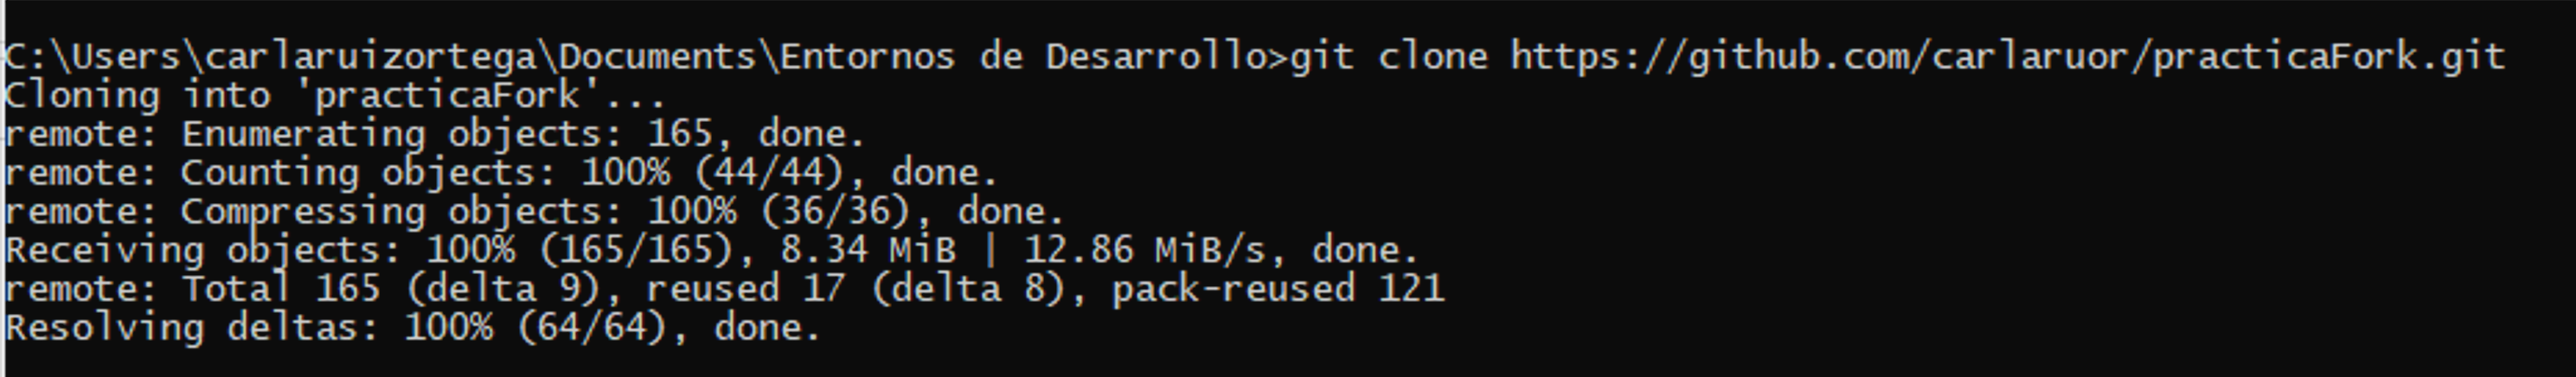 C:\Users\carlaruizortega\Documents\Entornos de Desarrollo>git clone https://github.com/carlaruor/practicaFork.git
Cloning into 'practicaFork'...
remote: Enumerating objects: 165, done.
remote: Counting objects: 100% (44/44), done.
remote: Compressing objects: 100% (36/36), done.
Receiving objects: 100% (165/165), 8.34 MiB | 12.86 MiB/s, done.
remote: Total 165 (delta 9), reused 17 (delta 8), pack-reused 121
Resolving deltas: 100% (64/64), done.